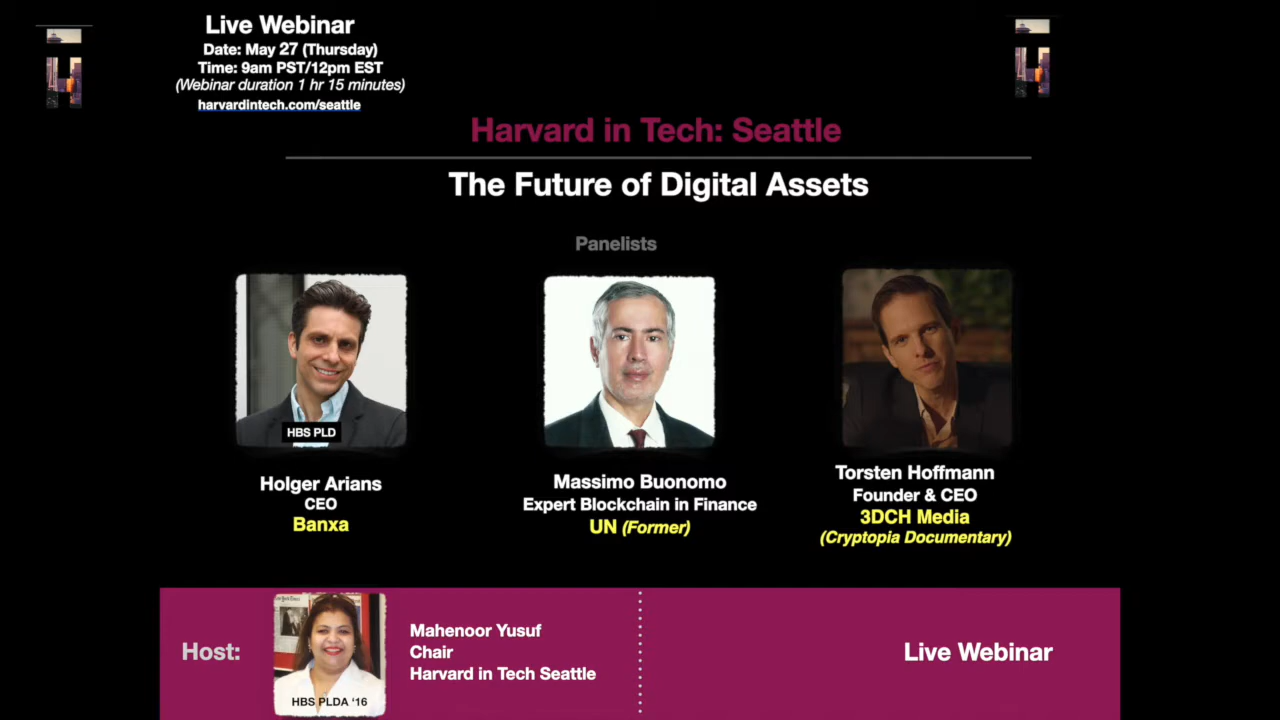 Live Webinar
Date: May 27 (Thursday)
Time: 9am PST/12pm EST
(Webinar duration 1 hr 15 minutes)
harvardintech.com/seattle
Harvard in Tech: Seattle
The Future of Digital Assets
Panelists
HBS PLD
Holger Arians
CEO
Banxa
Massimo Buonomo
Expert Blockchain in Finance
UN (Former)
Torsten Hoffmann
Founder & CEO
3DCH Media
(Cryptopia Documentary)
Host:
HBS PLDA ‘16
Mahenoor Yusuf
Chair
Harvard in Tech Seattle
Live Webinar